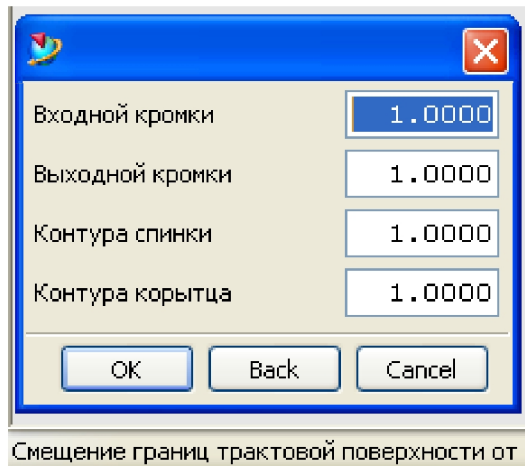 Входной кромки 1.0000
Выходной кромки 1.0000
Контура спинки 1.0000
Контура корытца 1.0000
OK Back Cancel
Смещение границ трактовой поверхности от